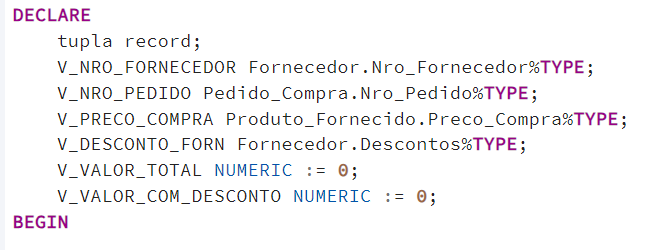 DECLARE
    tupla record;
    V_NRO_FORNECEDOR Fornecedor.Nro_Fornecedor%TYPE;
    V_NRO_PEDIDO Pedido_Compra.Nro_Pedido%TYPE;
    V_PRECO_COMPRA Produto_Fornecido.Preco_Compra%TYPE;
    V_DESCONTO_FORN Fornecedor.Descontos%TYPE;
    V_VALOR_TOTAL NUMERIC := 0;
    V_VALOR_COM_DESCONTO NUMERIC := 0;
BEGIN